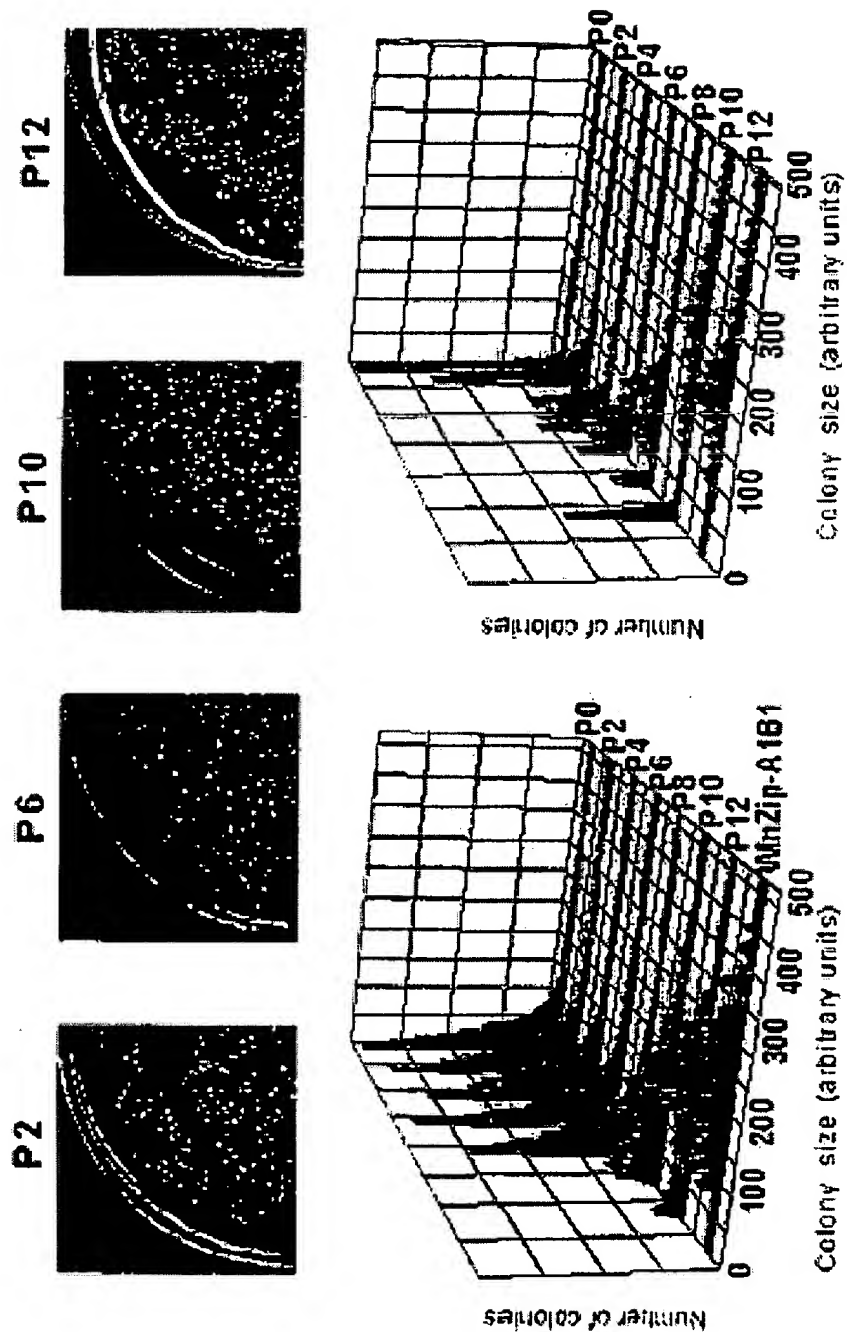 P2
P6
P10
P12
Number of colonies
P0
P2
P4
P6
P8
P10
P12
WinZip-A1B1
0
100
200
300
400
500
Colony size (arbitrary units)
Number of colonies
P0
P2
P4
P6
P8
P10
P12
0
100
200
300
400
500
Colony size (arbitrary units)